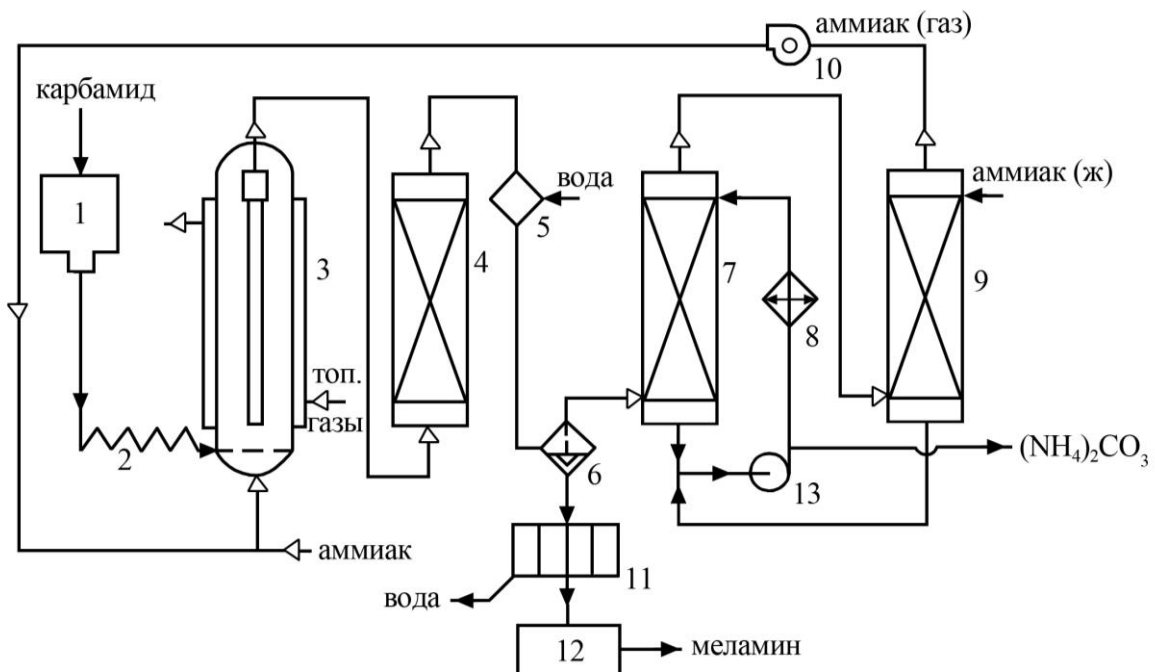 аммиак (газ)
10
карбамид
вода
аммиак (ж)
1
5
3
4
7
9
8
топ.
газы
2
6
13
(NH₄)₂CO₃
аммиак
11
вода
12
меламин